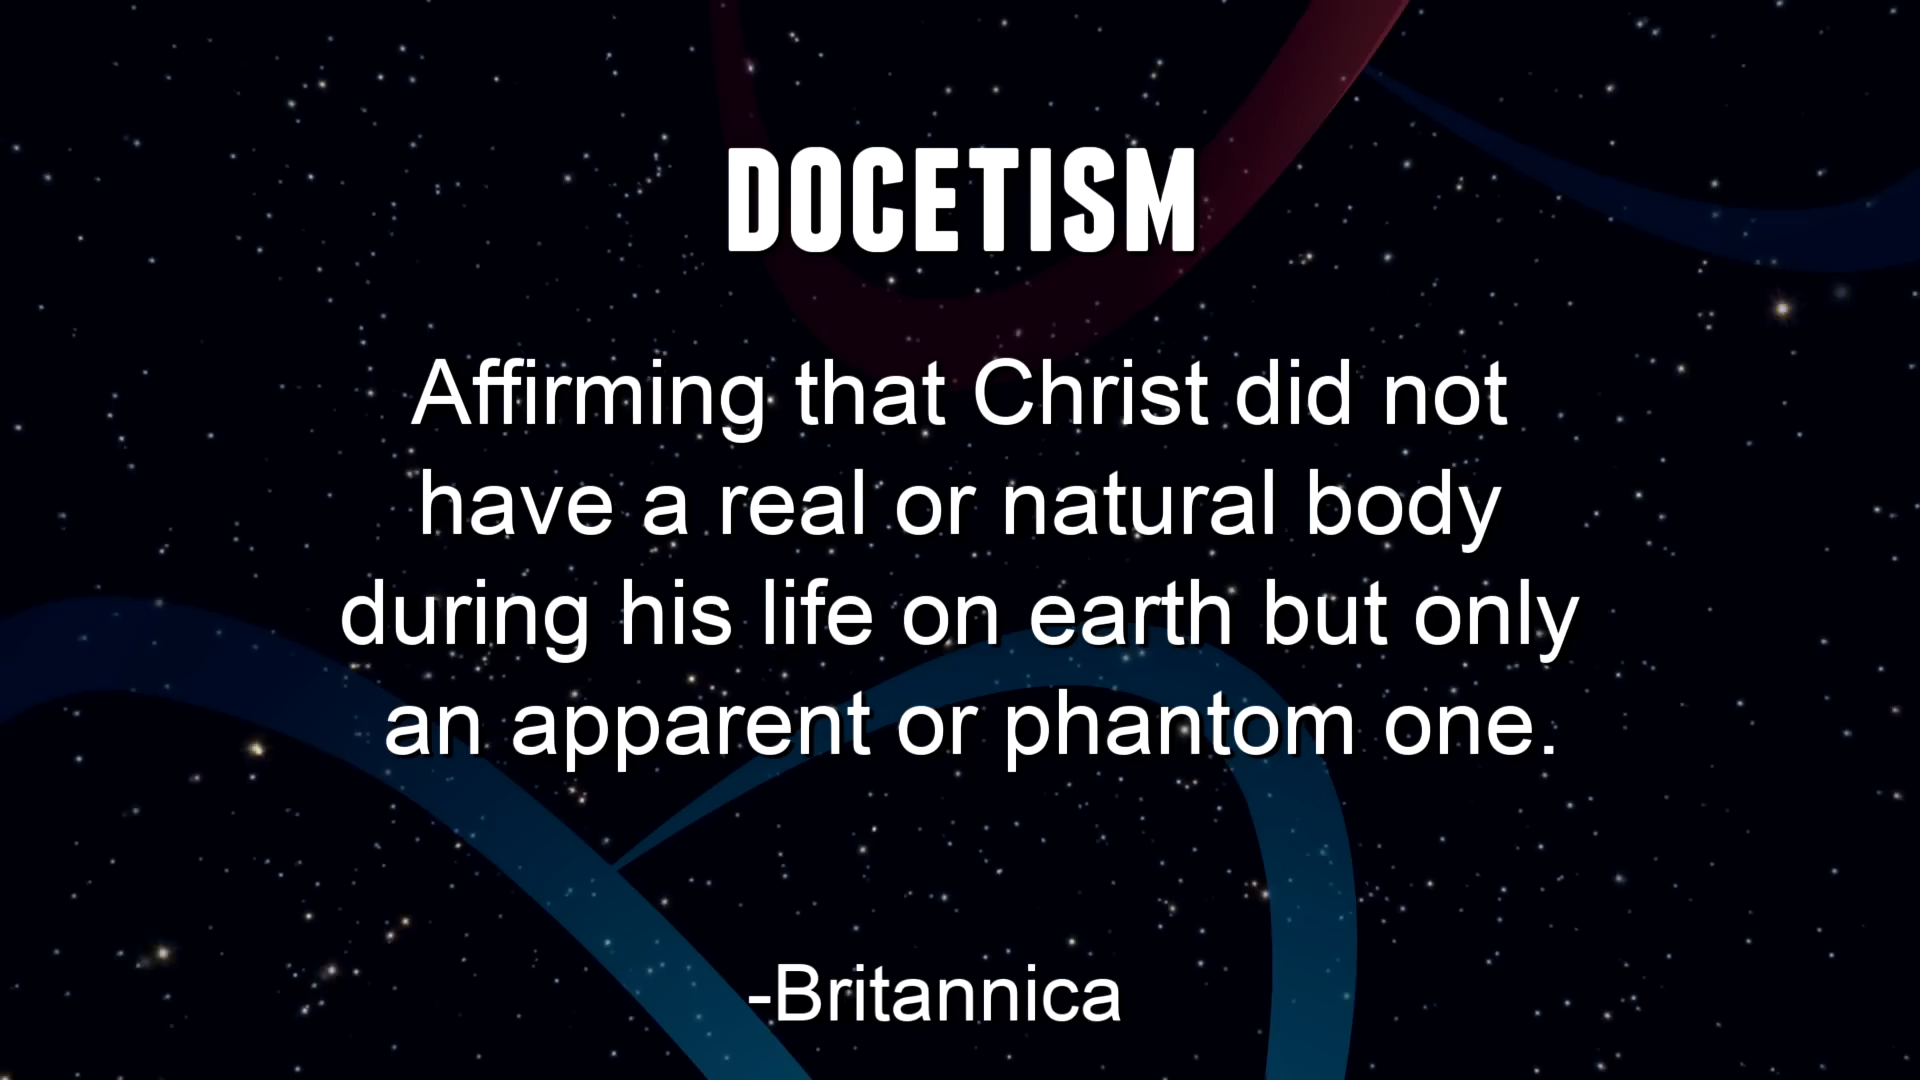 DOCETISM
Affirming that Christ did not
have a real or natural body
during his life on earth but only
an apparent or phantom one.
-Britannica